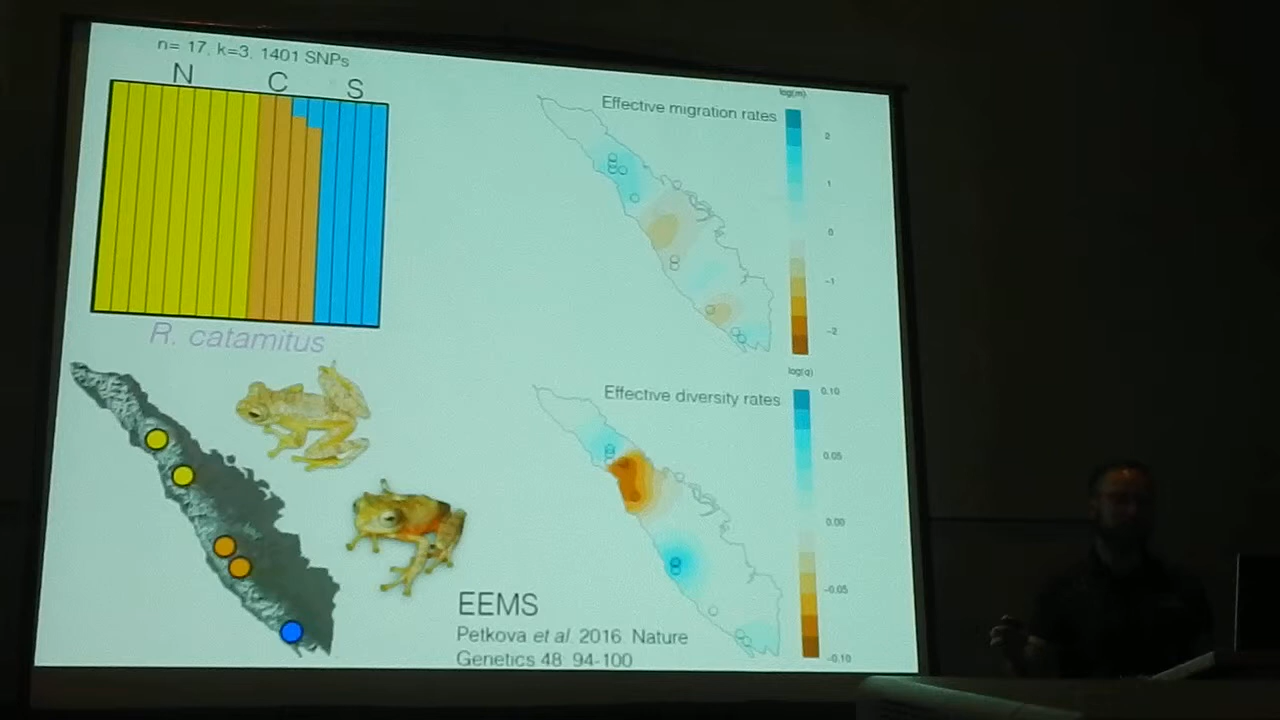 n= 17, k=3, 1401 SNPs
N C S
R. catamitus
Effective migration rates
log(m)
2
1
0
-1
-2
Effective diversity rates
log(q)
0.10
0.05
0.00
-0.05
-0.10
EEMS
Petkova et al. 2016. Nature
Genetics 48: 94-100